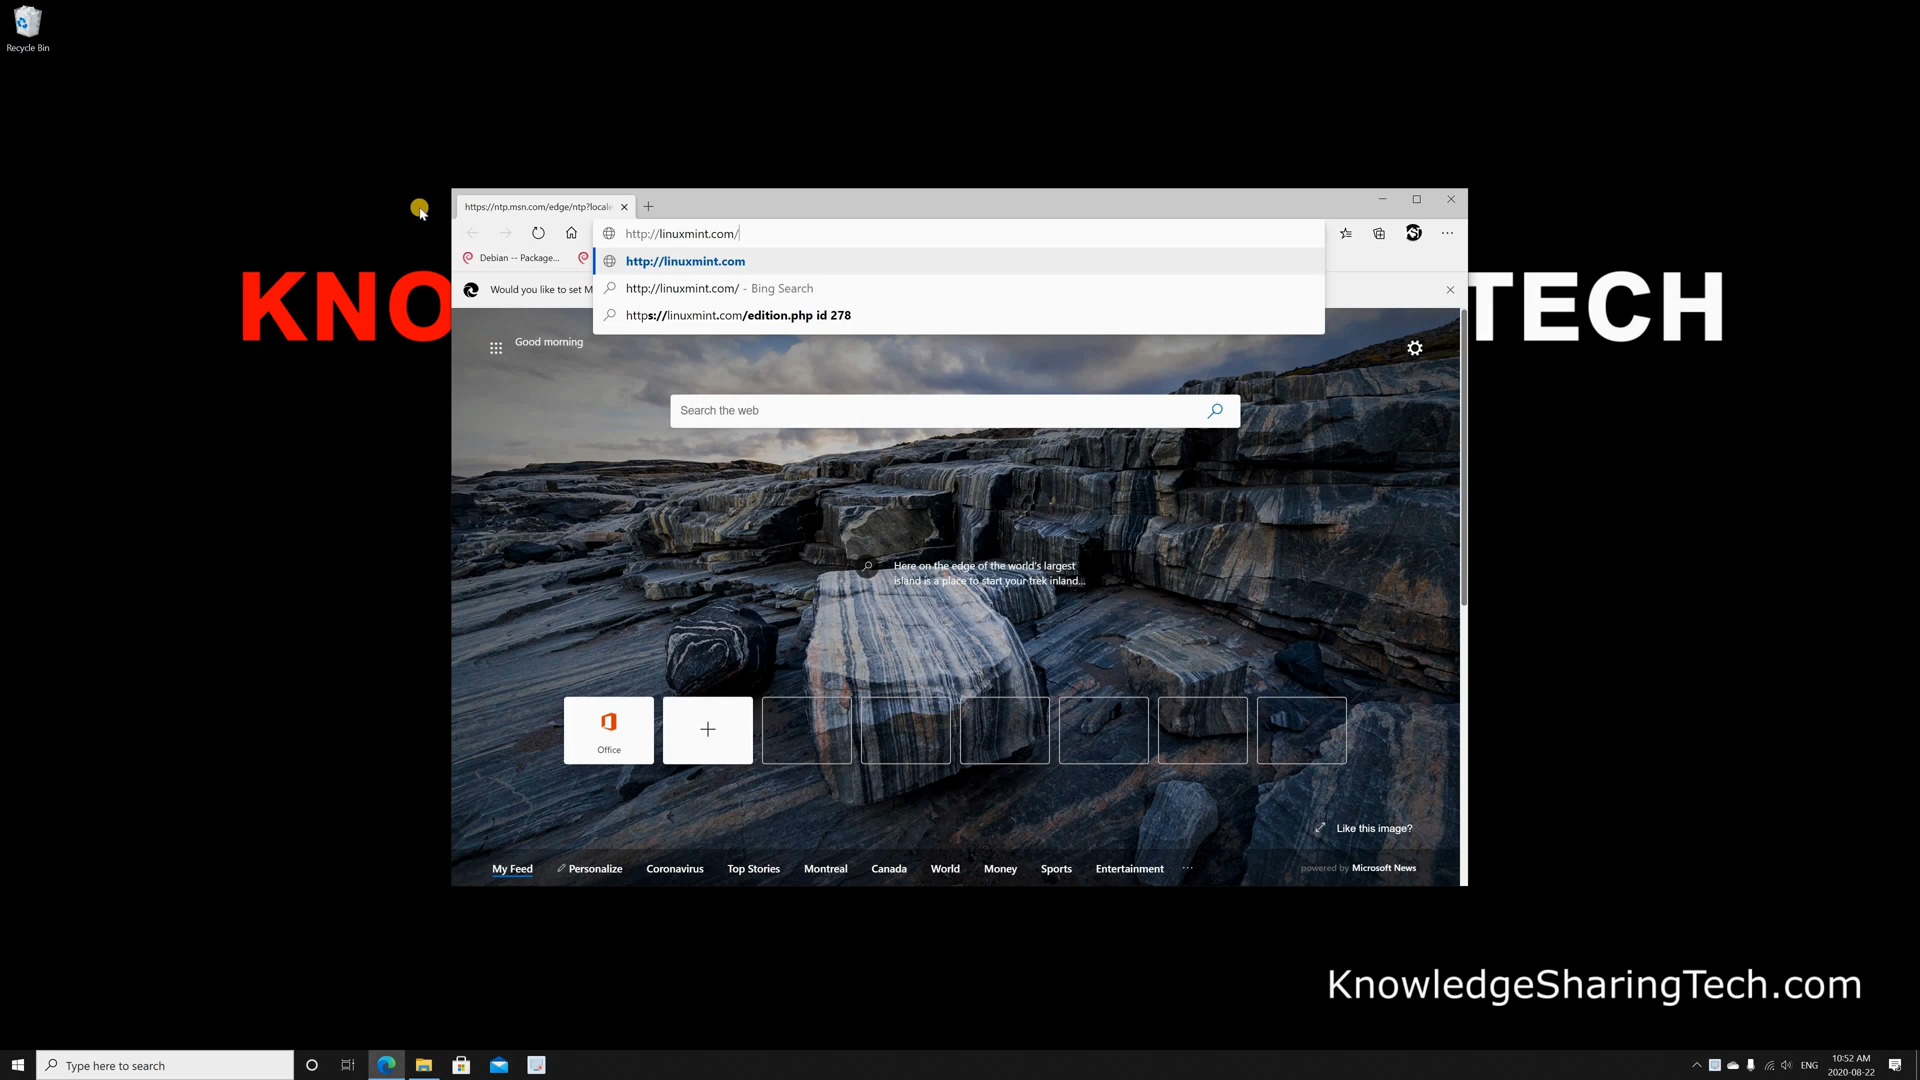 Recycle Bin
KNO
TECH
https://ntp.msn.com/edge/ntp?locale
http://linuxmint.com/
Debian -- Package...
http://linuxmint.com
http://linuxmint.com/ - Bing Search
https://linuxmint.com/edition.php id 278
Would you like to set M
Good morning
Search the web
Here on the edge of the world's largest
island is a place to start your trek inland...
Office
Like this image?
My Feed
Personalize
Coronavirus
Top Stories
Montreal
Canada
World
Money
Sports
Entertainment
...
powered by Microsoft News
KnowledgeSharingTech.com
Type here to search
ENG
10:52 AM
2020-08-22